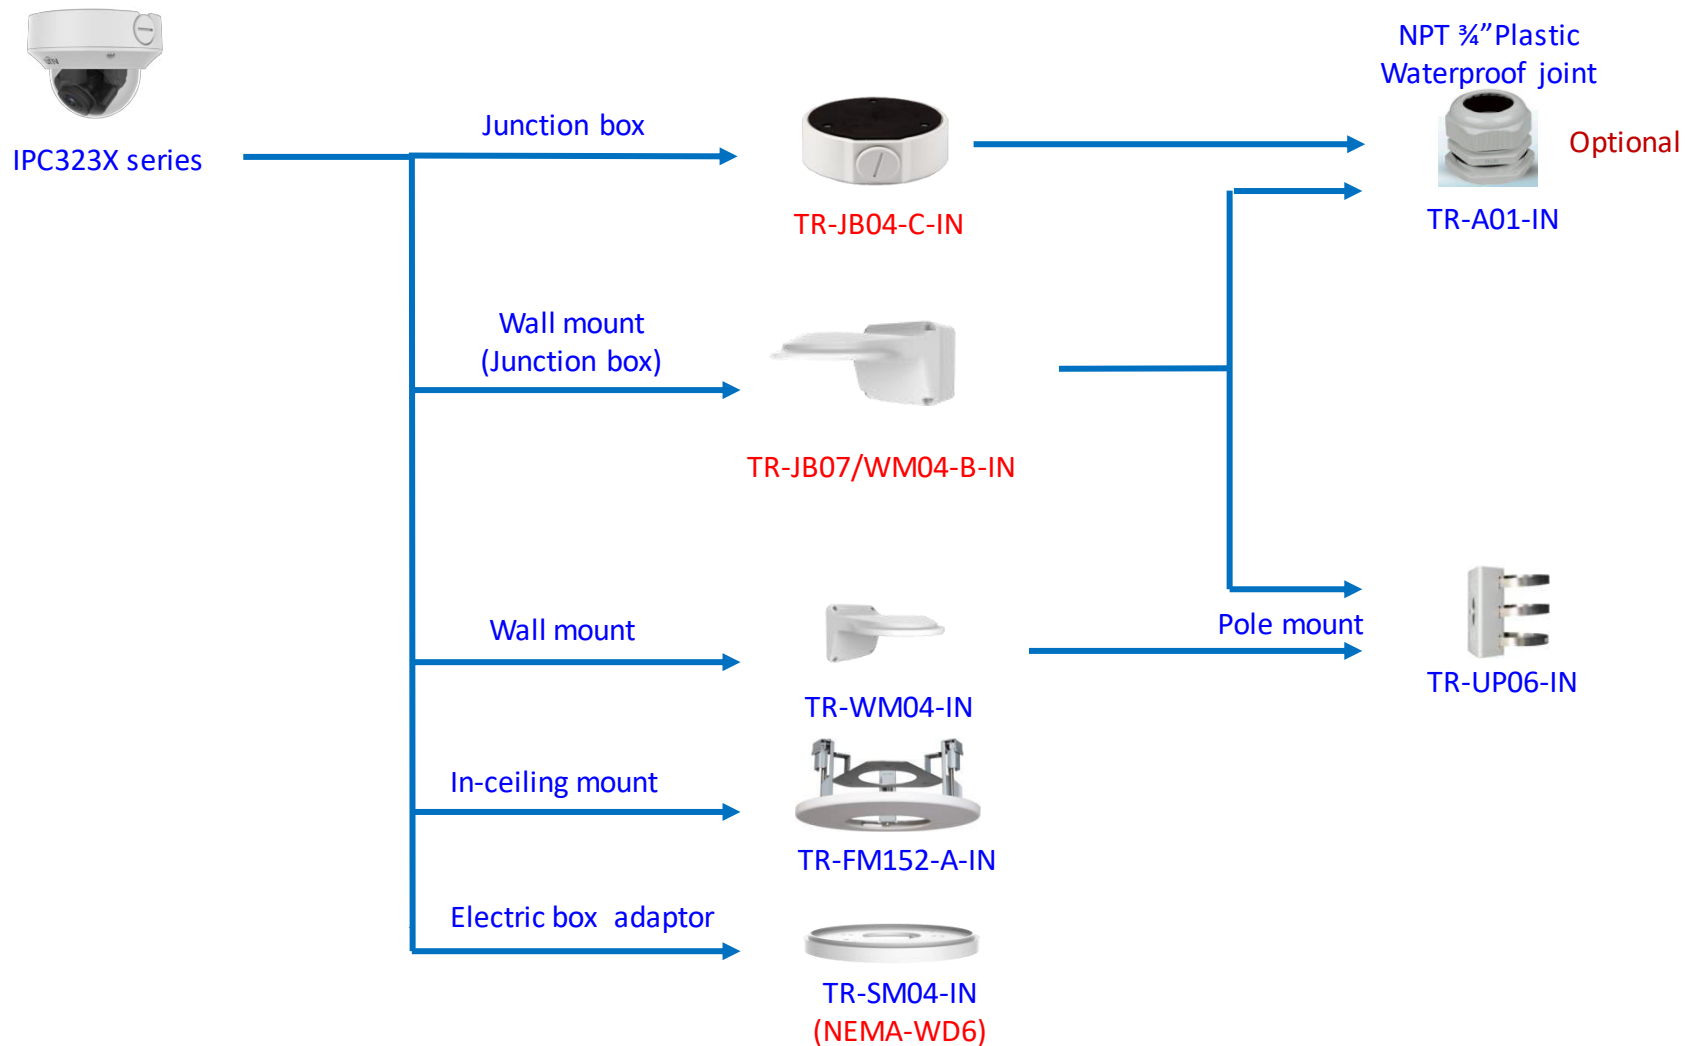 NPT ¾”Plastic
Waterproof joint
Junction box
Optional
IPC323X series
TR-JB04-C-IN
TR-A01-IN
Wall mount
(Junction box)
TR-JB07/WM04-B-IN
Wall mount
Pole mount
TR-WM04-IN
TR-UP06-IN
In-ceiling mount
TR-FM152-A-IN
Electric box adaptor
TR-SM04-IN
(NEMA-WD6)